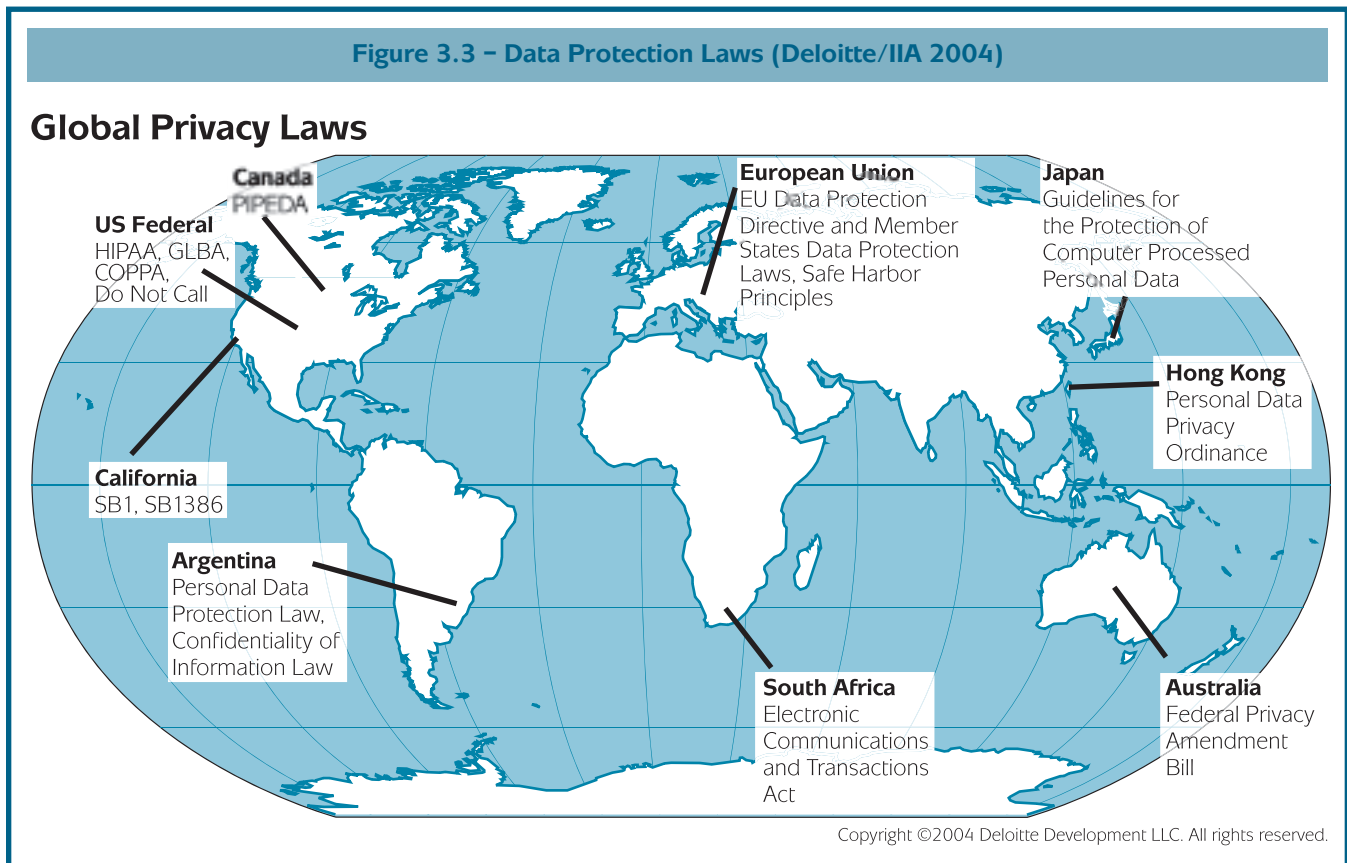 Figure 3.3 – Data Protection Laws (Deloitte/IIA 2004)
Global Privacy Laws
Canada
PIPEDA
US Federal
HIPAA, GLBA,
COPPA,
Do Not Call
European Union
EU Data Protection
Directive and Member
States Data Protection
Laws, Safe Harbor
Principles
Japan
Guidelines for
the Protection of
Computer Processed
Personal Data
Hong Kong
Personal Data
Privacy
Ordinance
California
SB1, SB1386
Argentina
Personal Data
Protection Law,
Confidentiality of
Information Law
South Africa
Electronic
Communications
and Transactions
Act
Australia
Federal Privacy
Amendment
Bill
Copyright ©2004 Deloitte Development LLC. All rights reserved.